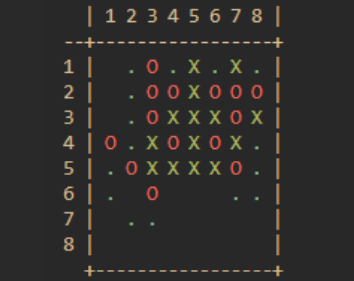 | 1 2 3 4 5 6 7 8 |
--+-----------------+
1 |   . O . X . X . |
2 |   . O O X O O O |
3 |   . O X X X O X |
4 | O . X O X O X . |
5 | . O X X X X O . |
6 | .   O       . . |
7 |   . .           |
8 |                 |
  +-----------------+